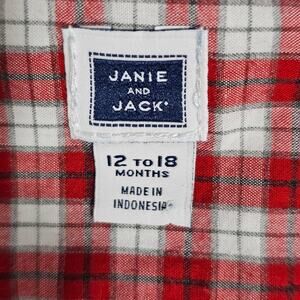 JANIE
AND
JACK®
12 TO 18
MONTHS
MADE IN
INDONESIA